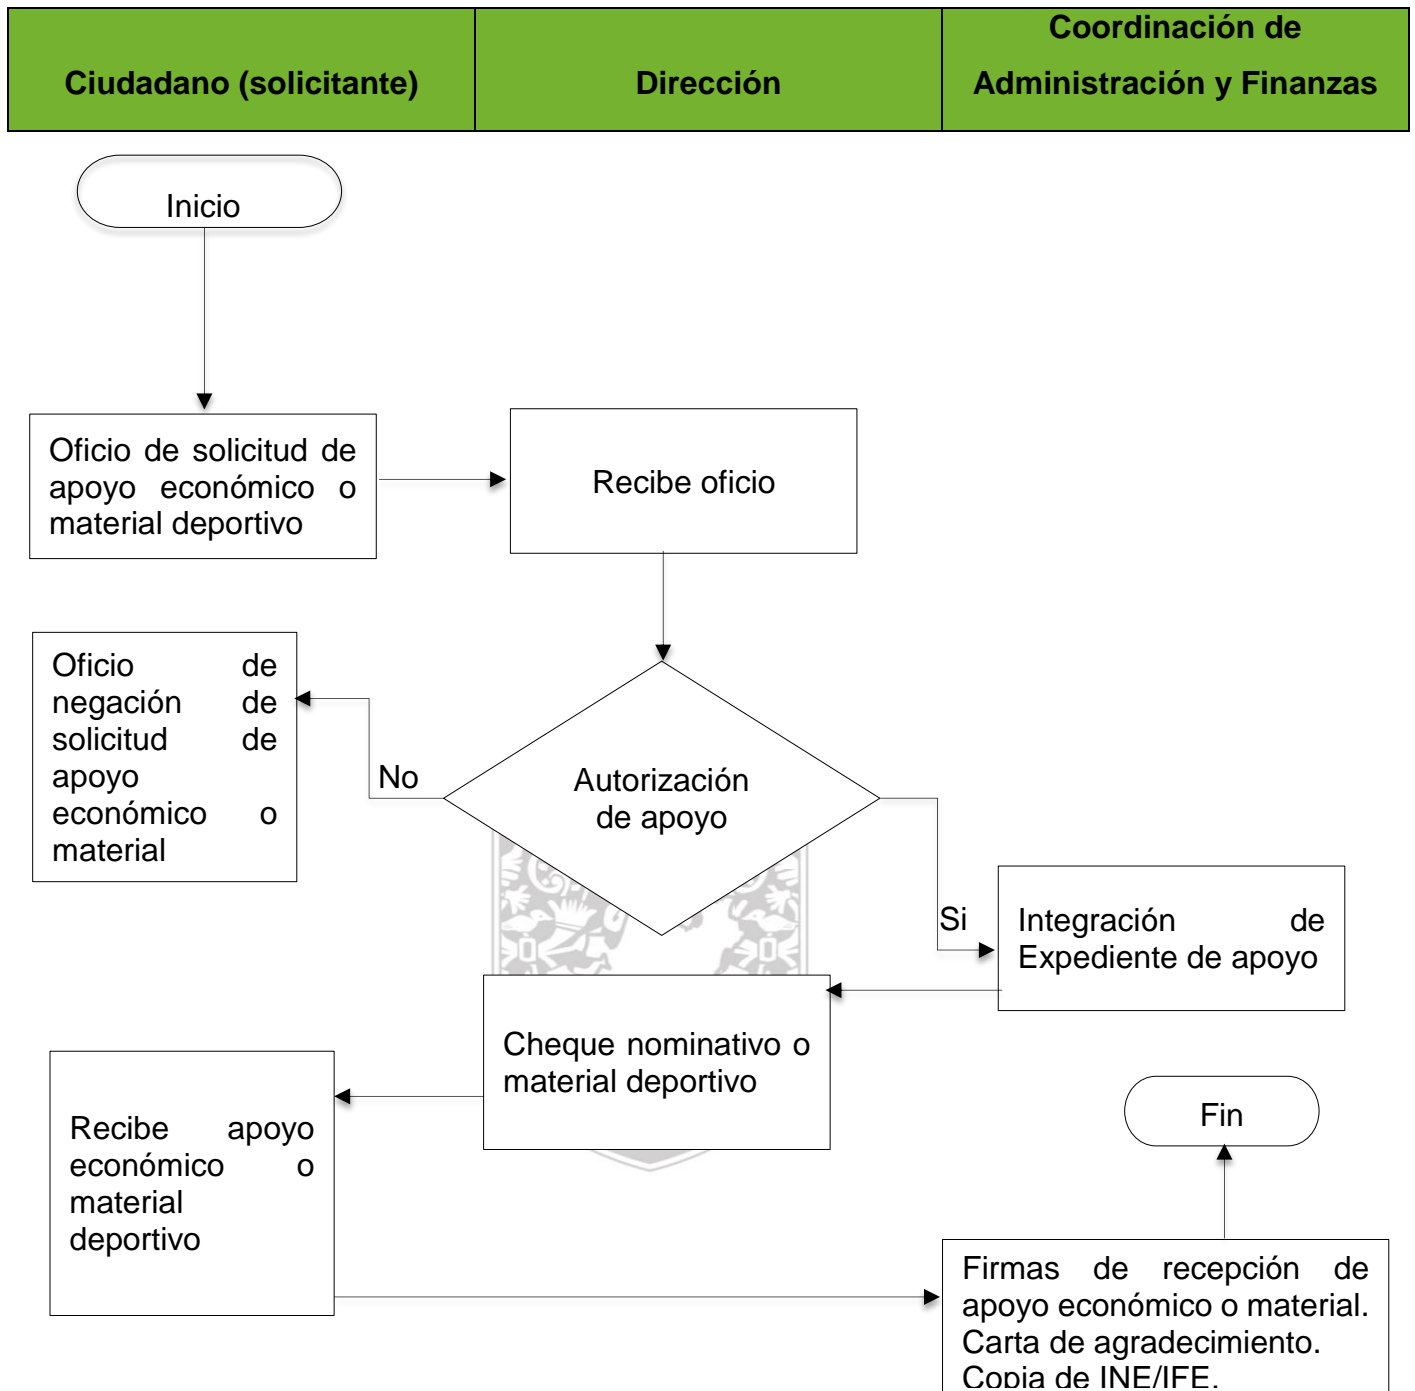 Ciudadano (solicitante)
Dirección
Coordinación de
Administración y Finanzas
Inicio
Oficio de solicitud de
apoyo económico o
material deportivo
Recibe oficio
Oficio de
negación de
solicitud de
apoyo
económico o
material
No
Autorización
de apoyo
Si
Integración de
Expediente de apoyo
Cheque nominativo o
material deportivo
Recibe apoyo
económico o
material
deportivo
Fin
Firmas de recepción de
apoyo económico o material.
Carta de agradecimiento.
Copia de INE/IFE.